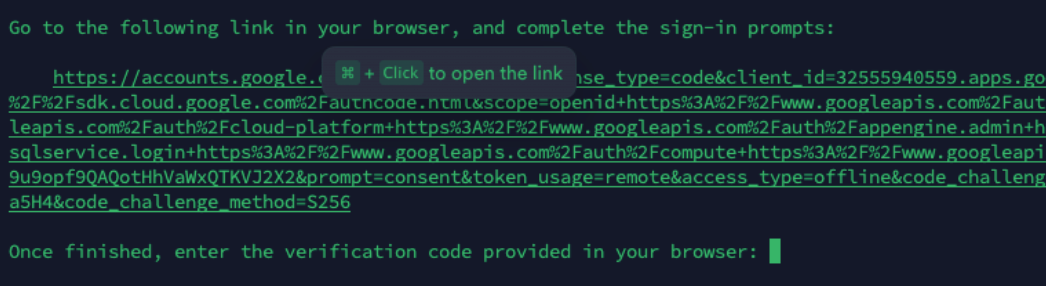 Go to the following link in your browser, and complete the sign-in prompts:
https://accounts.google. nse_type=code&client_id=32555940559.apps.go
⌘ + Click to open the link
%2F%2Fsdk.cloud.google.com%2Fauthcode.html&scope=openid+https%3A%2F%2Fwww.googleapis.com%2Faut
leapis.com%2Fauth%2Fcloud-platform+https%3A%2F%2Fwww.googleapis.com%2Fauth%2Fappengine.admin+h
sqlservice.login+https%3A%2F%2Fwww.googleapis.com%2Fauth%2Fcompute+https%3A%2F%2Fwww.googleapi
9u9opf9QAQotHhVaWxQTKVJ2X2&prompt=consent&token_usage=remote&access_type=offline&code_challeng
a5H4&code_challenge_method=S256
Once finished, enter the verification code provided in your browser: